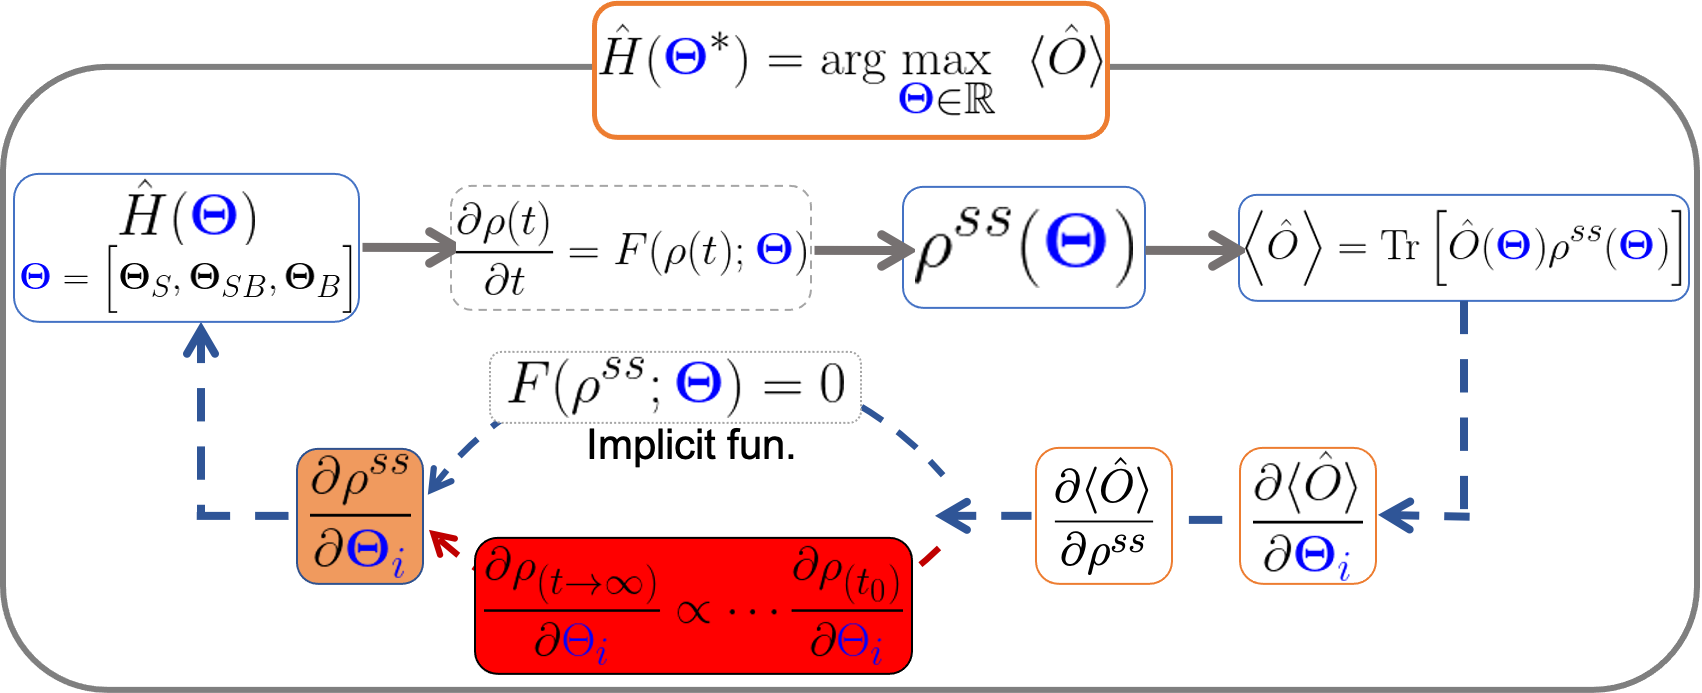 Ĥ(Θ*) = arg max ⟨Ô⟩
Θ∈ℝ
Ĥ(Θ)
Θ = [Θ_S, Θ_SB, Θ_B]
∂ρ(t)/∂t = F(ρ(t); Θ)
ρ^ss(Θ)
⟨Ô⟩ = Tr [Ô(Θ)ρ^ss(Θ)]
F(ρ^ss; Θ) = 0
Implicit fun.
∂ρ^ss/∂Θ_i
∂ρ_(t→∞)/∂Θ_i ∝ ⋯ ∂ρ_(t_0)/∂Θ_i
∂⟨Ô⟩/∂ρ^ss
∂⟨Ô⟩/∂Θ_i